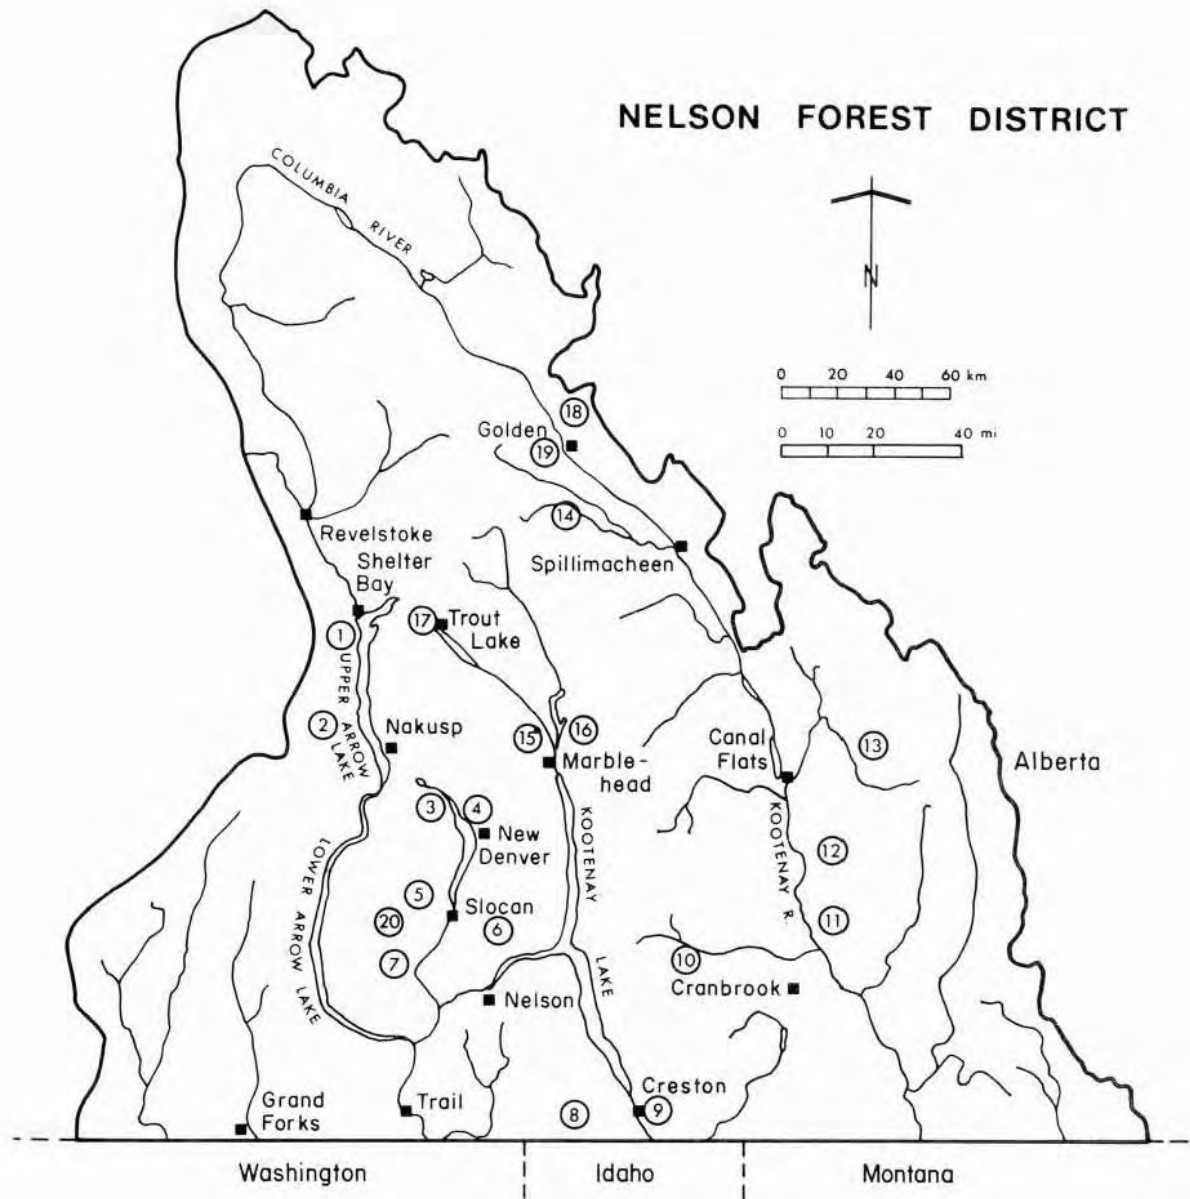 NELSON FOREST DISTRICT
COLUMBIA
RIVER
N
0 20 40 60 km
0 10 20 40 mi
18
Golden
19
14
Revelstoke
Spillimacheen
Shelter
Bay
17
Trout
Lake
1
UPPER ARROW
LAKE
2
Nakusp
15
16
Marble-
head
Canal
Flats
13
Alberta
3
4
New
Denver
KOOTENAY
LAKE
KOOTENAY R.
12
LOWER ARROW LAKE
5
Slocan
20
6
11
7
10
Cranbrook
Nelson
Creston
Grand
Forks
Trail
8
9
Washington
Idaho
Montana